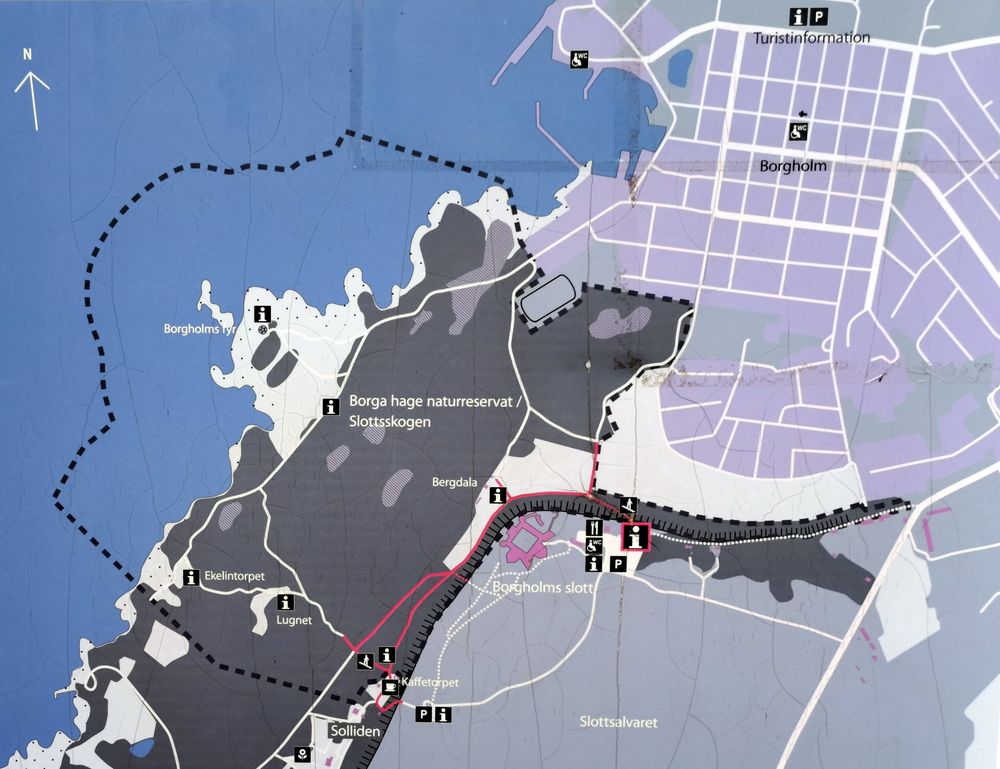 N
i P
Turistinformation
WC
WC
Borgholm
i
Borgholms fyr
i
Borga hage naturreservat /
Slottsskogen
Bergdala
i
WC
i
i P
i
Ekelintorpet
Borgholms slott
i
Lugnet
i
Kaffetorpet
P i
Slottsalvaret
Solliden